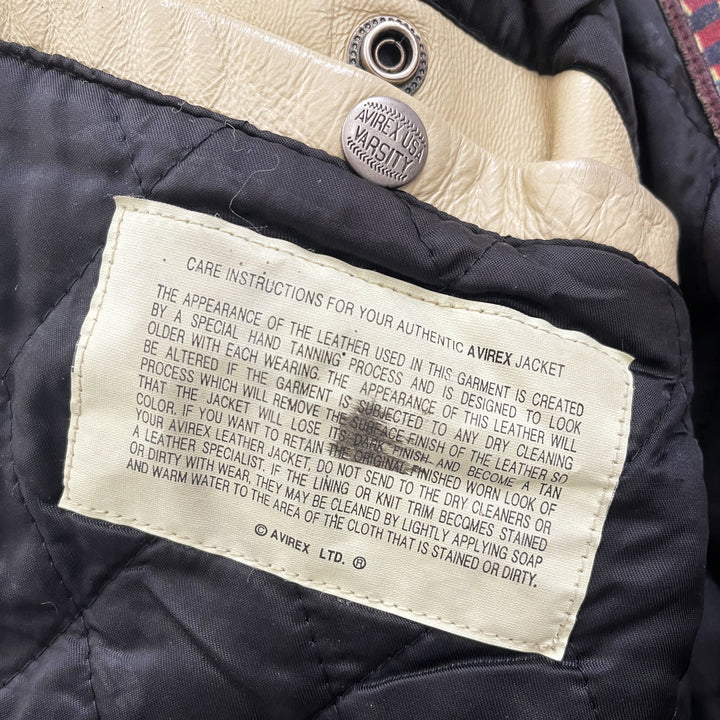 AVIREX USA
VARSITY
CARE INSTRUCTIONS FOR YOUR AUTHENTIC AVIREX JACKET
THE APPEARANCE OF THE LEATHER USED IN THIS GARMENT IS CREATED
BY A SPECIAL HAND TANNING PROCESS AND IS DESIGNED TO LOOK
OLDER WITH EACH WEARING. THE APPEARANCE OF THIS LEATHER WILL
BE ALTERED IF THE GARMENT IS SUBJECTED TO ANY DRY CLEANING
PROCESS WHICH WILL REMOVE THE SURFACE FINISH OF THE LEATHER SO
THAT THE JACKET WILL LOSE ITS DARK FINISH AND BECOME A TAN
COLOR. IF YOU WANT TO RETAIN THE ORIGINAL FINISHED WORN LOOK OF
YOUR AVIREX LEATHER JACKET, DO NOT SEND TO THE DRY CLEANERS OR
A LEATHER SPECIALIST. IF THE LINING OR KNIT TRIM BECOMES STAINED
OR DIRTY WITH WEAR, THEY MAY BE CLEANED BY LIGHTLY APPLYING SOAP
AND WARM WATER TO THE AREA OF THE CLOTH THAT IS STAINED OR DIRTY.
© AVIREX LTD. ®